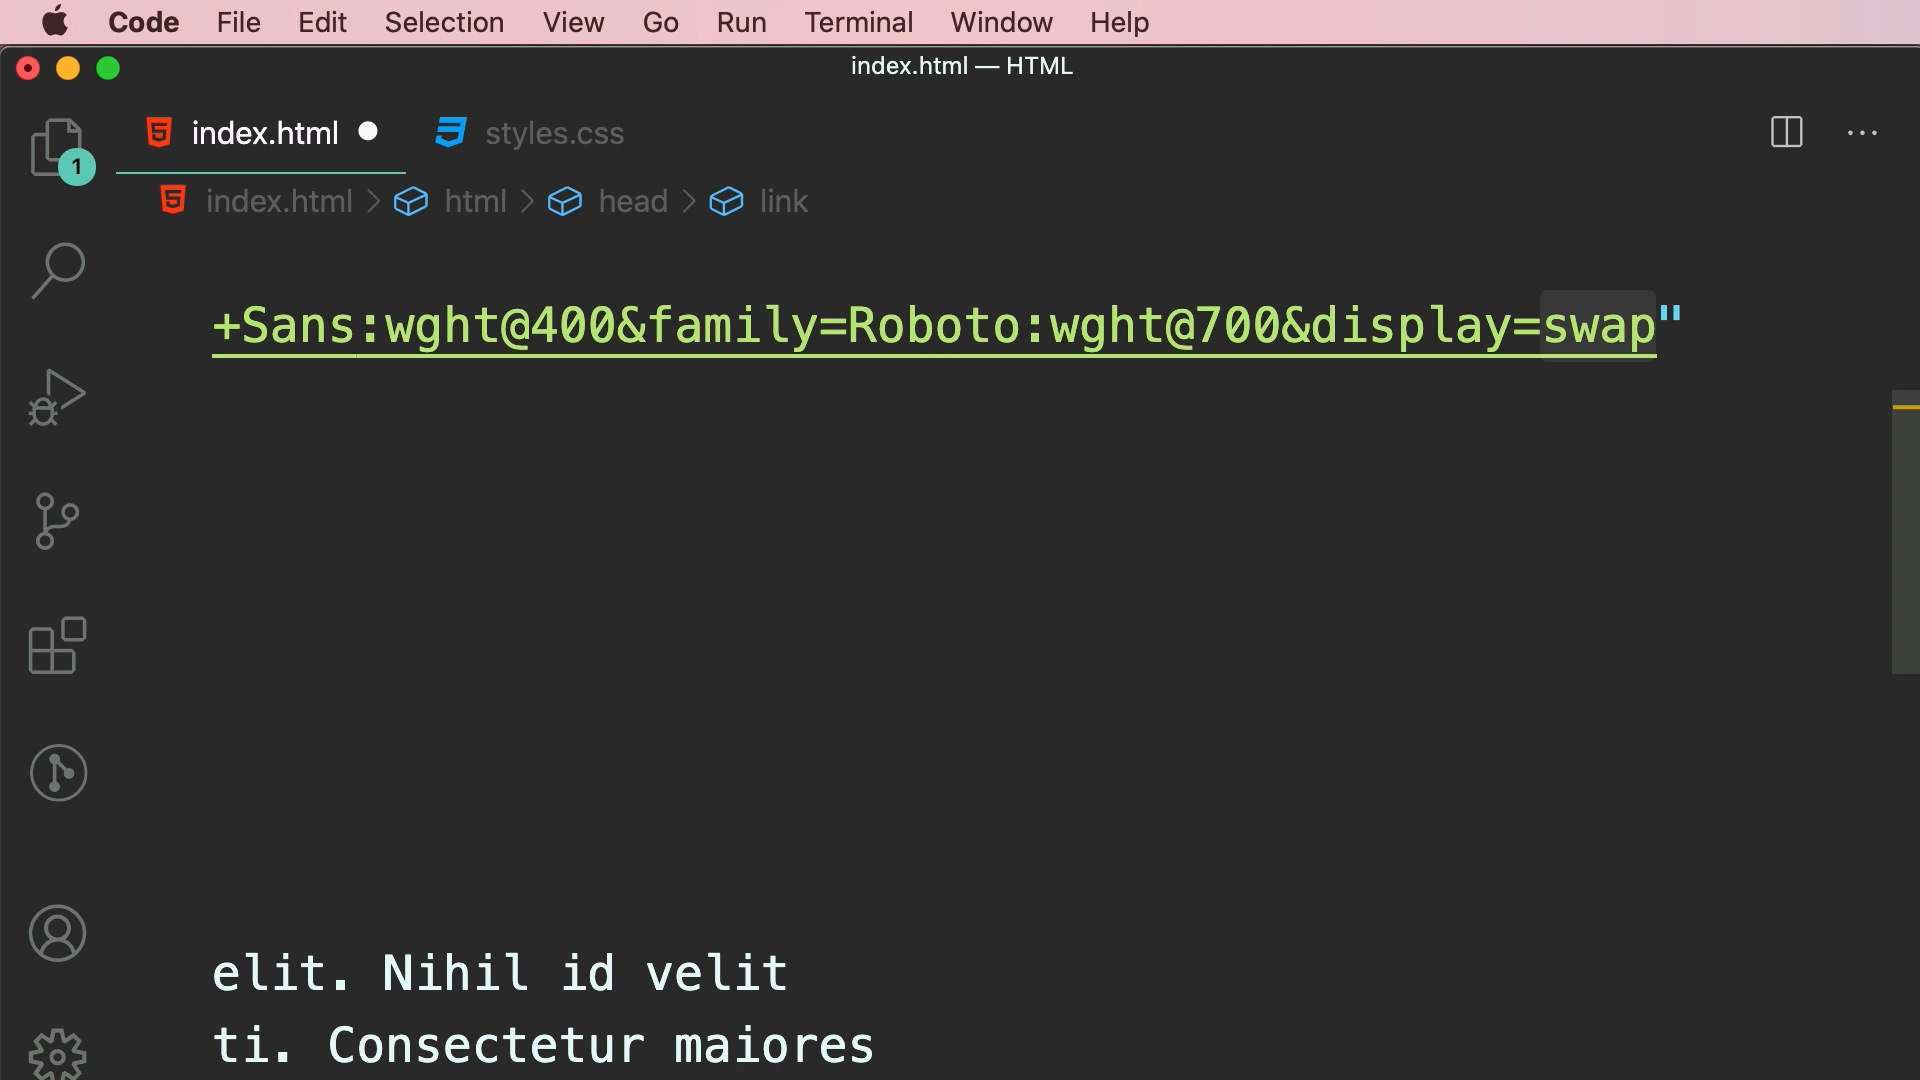 Code File Edit Selection View Go Run Terminal Window Help
index.html — HTML
index.html styles.css
1
index.html > html > head > link
+Sans:wght@400&family=Roboto:wght@700&display=swap"
elit. Nihil id velit
ti. Consectetur maiores